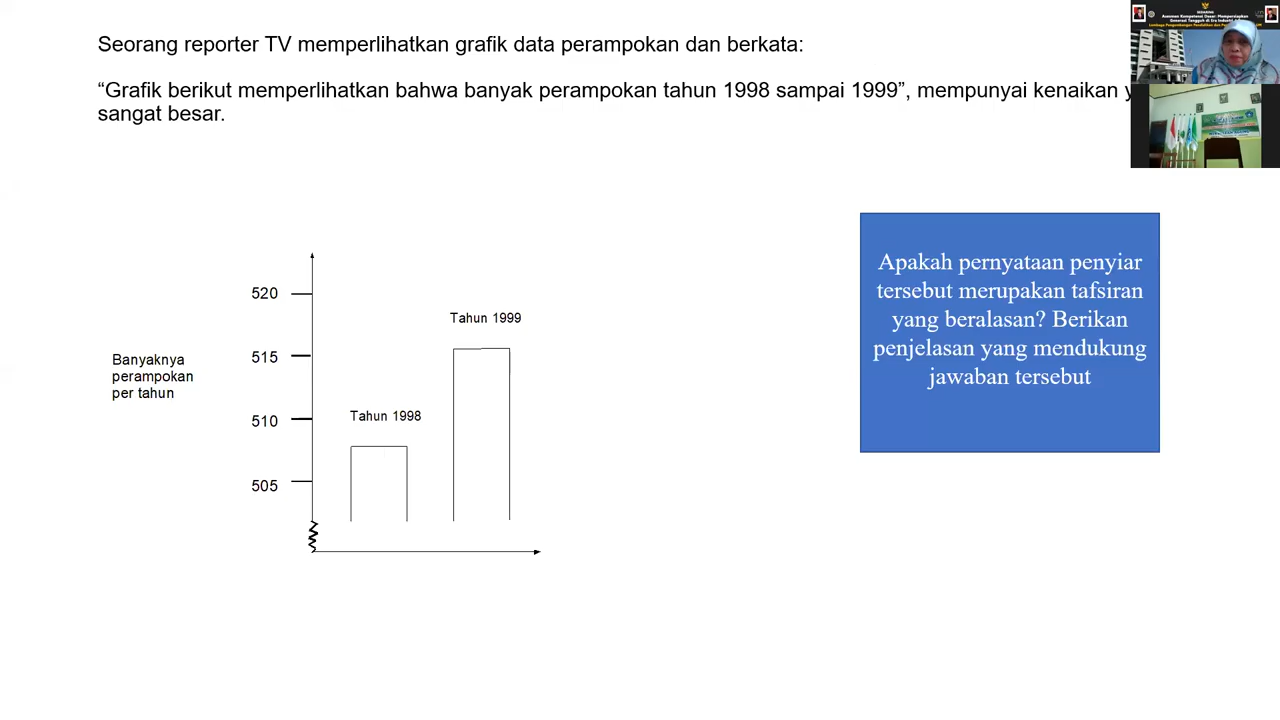 Seorang reporter TV memperlihatkan grafik data perampokan dan berkata:
“Grafik berikut memperlihatkan bahwa banyak perampokan tahun 1998 sampai 1999”, mempunyai kenaikan y
sangat besar.
520
515
510
505
Banyaknya
perampokan
per tahun
Tahun 1998
Tahun 1999
Apakah pernyataan penyiar
tersebut merupakan tafsiran
yang beralasan? Berikan
penjelasan yang mendukung
jawaban tersebut